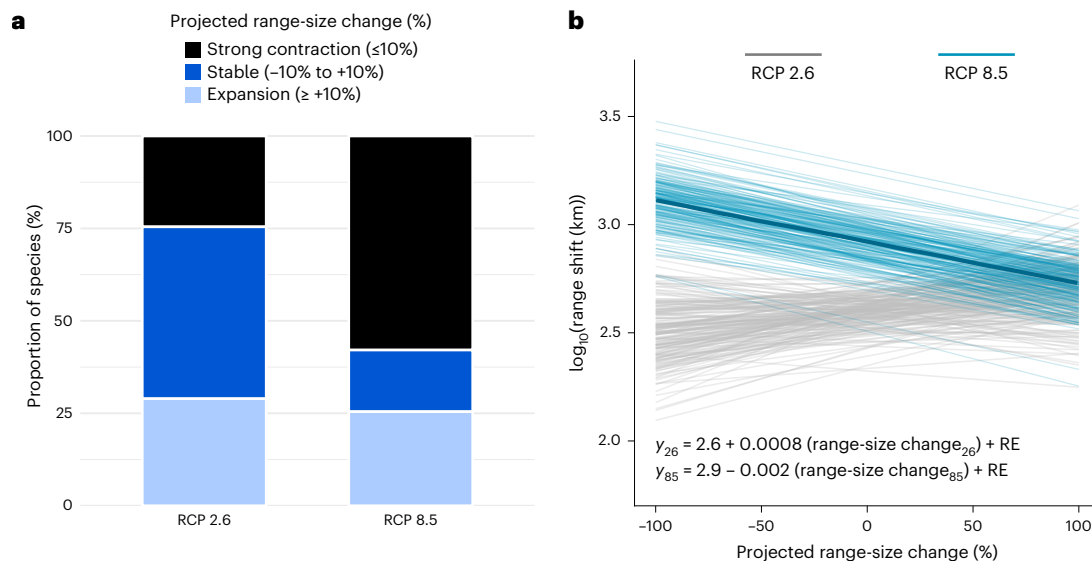 a
Projected range-size change (%)
Strong contraction (≤10%)
Stable (–10% to +10%)
Expansion (≥ +10%)
Proportion of species (%)
100
75
50
25
0
RCP 2.6
RCP 8.5
b
RCP 2.6
RCP 8.5
log10(range shift (km))
3.5
3.0
2.5
2.0
y26 = 2.6 + 0.0008 (range-size change26) + RE
y85 = 2.9 – 0.002 (range-size change85) + RE
–100
–50
0
50
100
Projected range-size change (%)